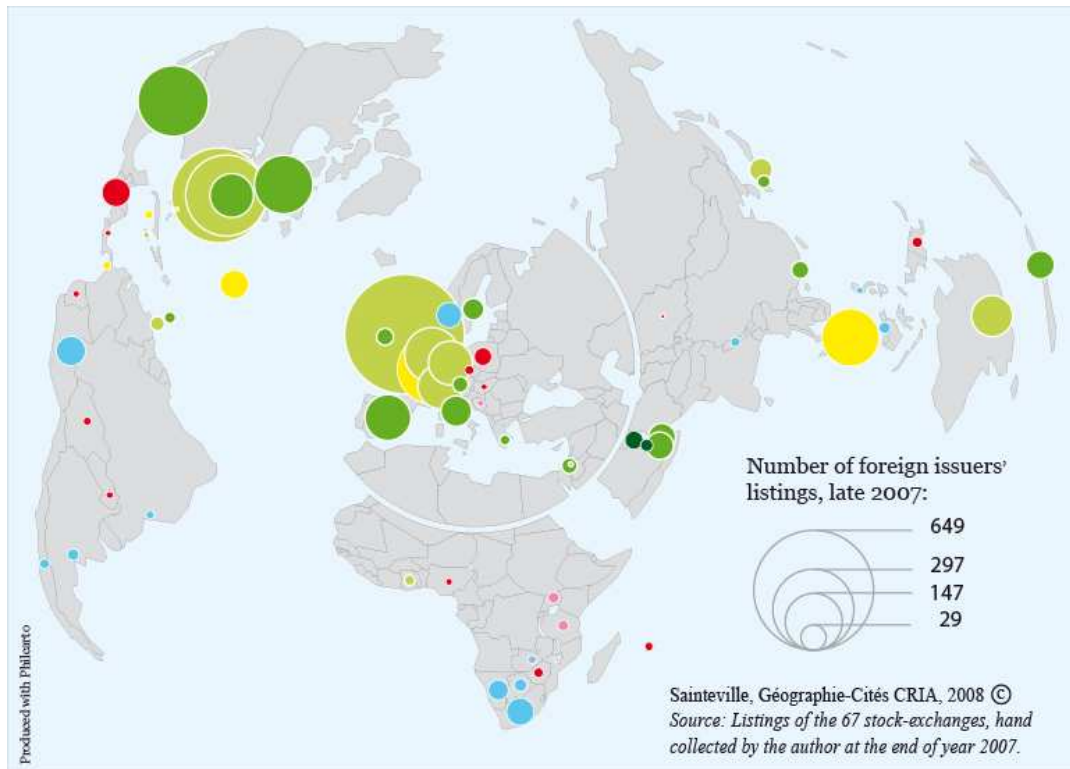 Number of foreign issuers'
listings, late 2007:
649
297
147
29
Sainteville, Géographie-Cités CRIA, 2008 ©
Source: Listings of the 67 stock-exchanges, hand
collected by the author at the end of year 2007.
Produced with Philcarto